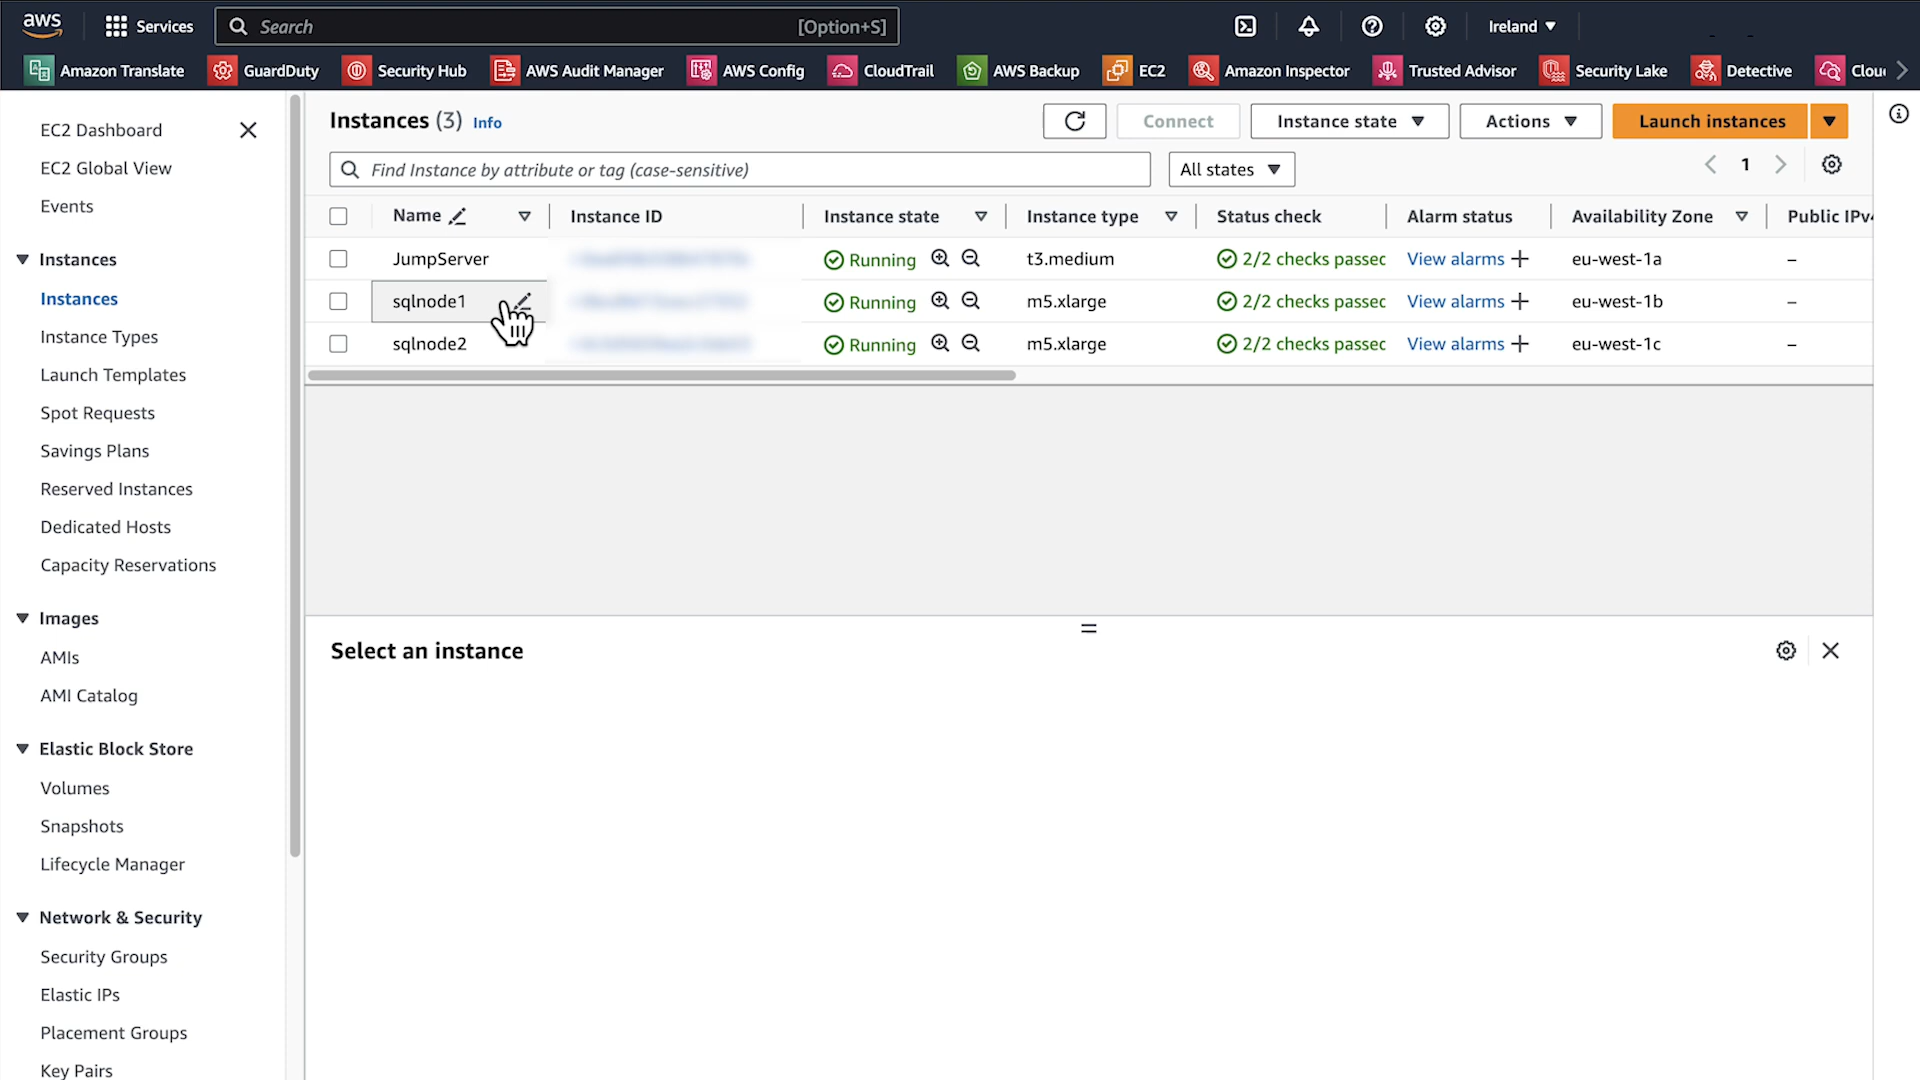 aws Services Search [Option+S] Ireland
Amazon Translate GuardDuty Security Hub AWS Audit Manager AWS Config CloudTrail AWS Backup EC2 Amazon Inspector Trusted Advisor Security Lake Detective Clou
EC2 Dashboard
EC2 Global View
Events
Instances
Instances
Instance Types
Launch Templates
Spot Requests
Savings Plans
Reserved Instances
Dedicated Hosts
Capacity Reservations
Images
AMIs
AMI Catalog
Elastic Block Store
Volumes
Snapshots
Lifecycle Manager
Network & Security
Security Groups
Elastic IPs
Placement Groups
Key Pairs
Instances (3) Info Connect Instance state Actions Launch instances
Find Instance by attribute or tag (case-sensitive) All states 1
Name Instance ID Instance state Instance type Status check Alarm status Availability Zone Public IPv4
JumpServer Running t3.medium 2/2 checks passec View alarms + eu-west-1a –
sqlnode1 Running m5.xlarge 2/2 checks passec View alarms + eu-west-1b –
sqlnode2 Running m5.xlarge 2/2 checks passec View alarms + eu-west-1c –
Select an instance